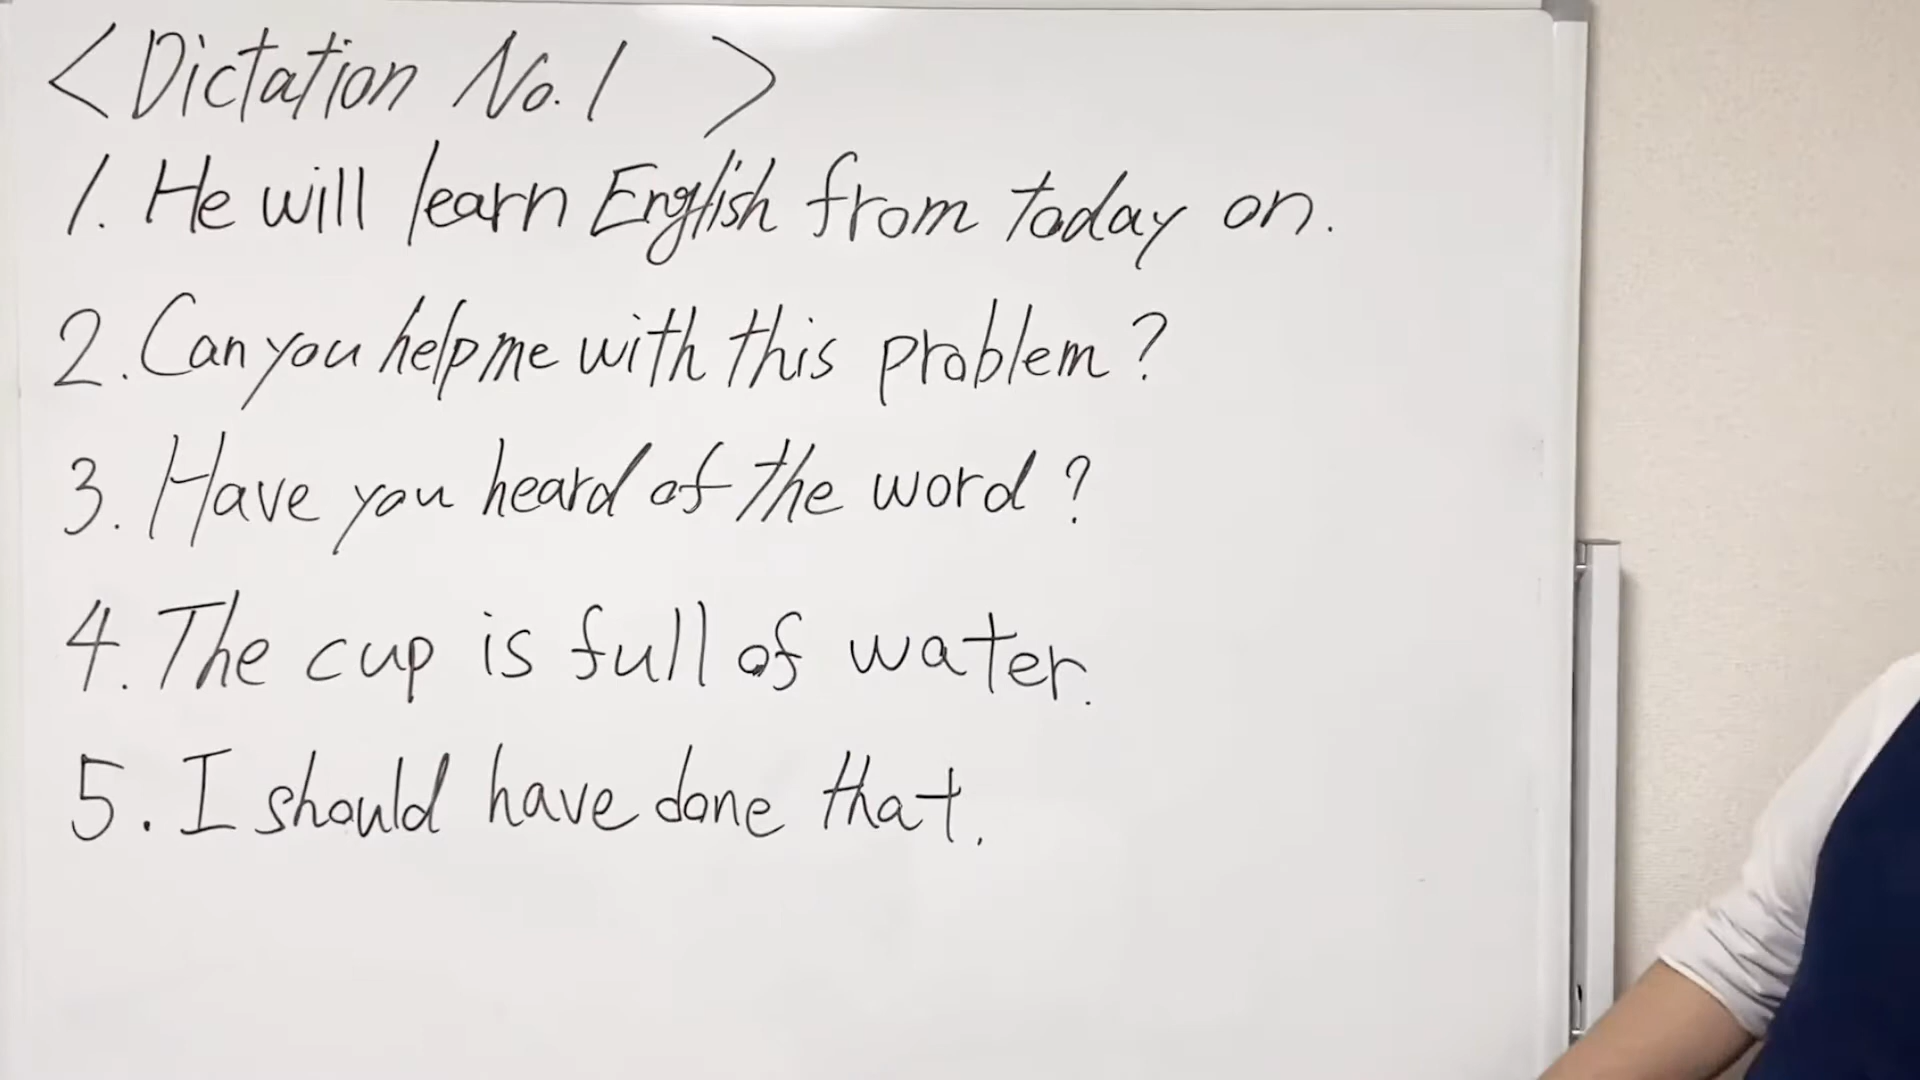 <Dictation No. 1 >
1. He will learn English from today on.
2. Can you help me with this problem?
3. Have you heard of the word?
4. The cup is full of water.
5. I should have done that.